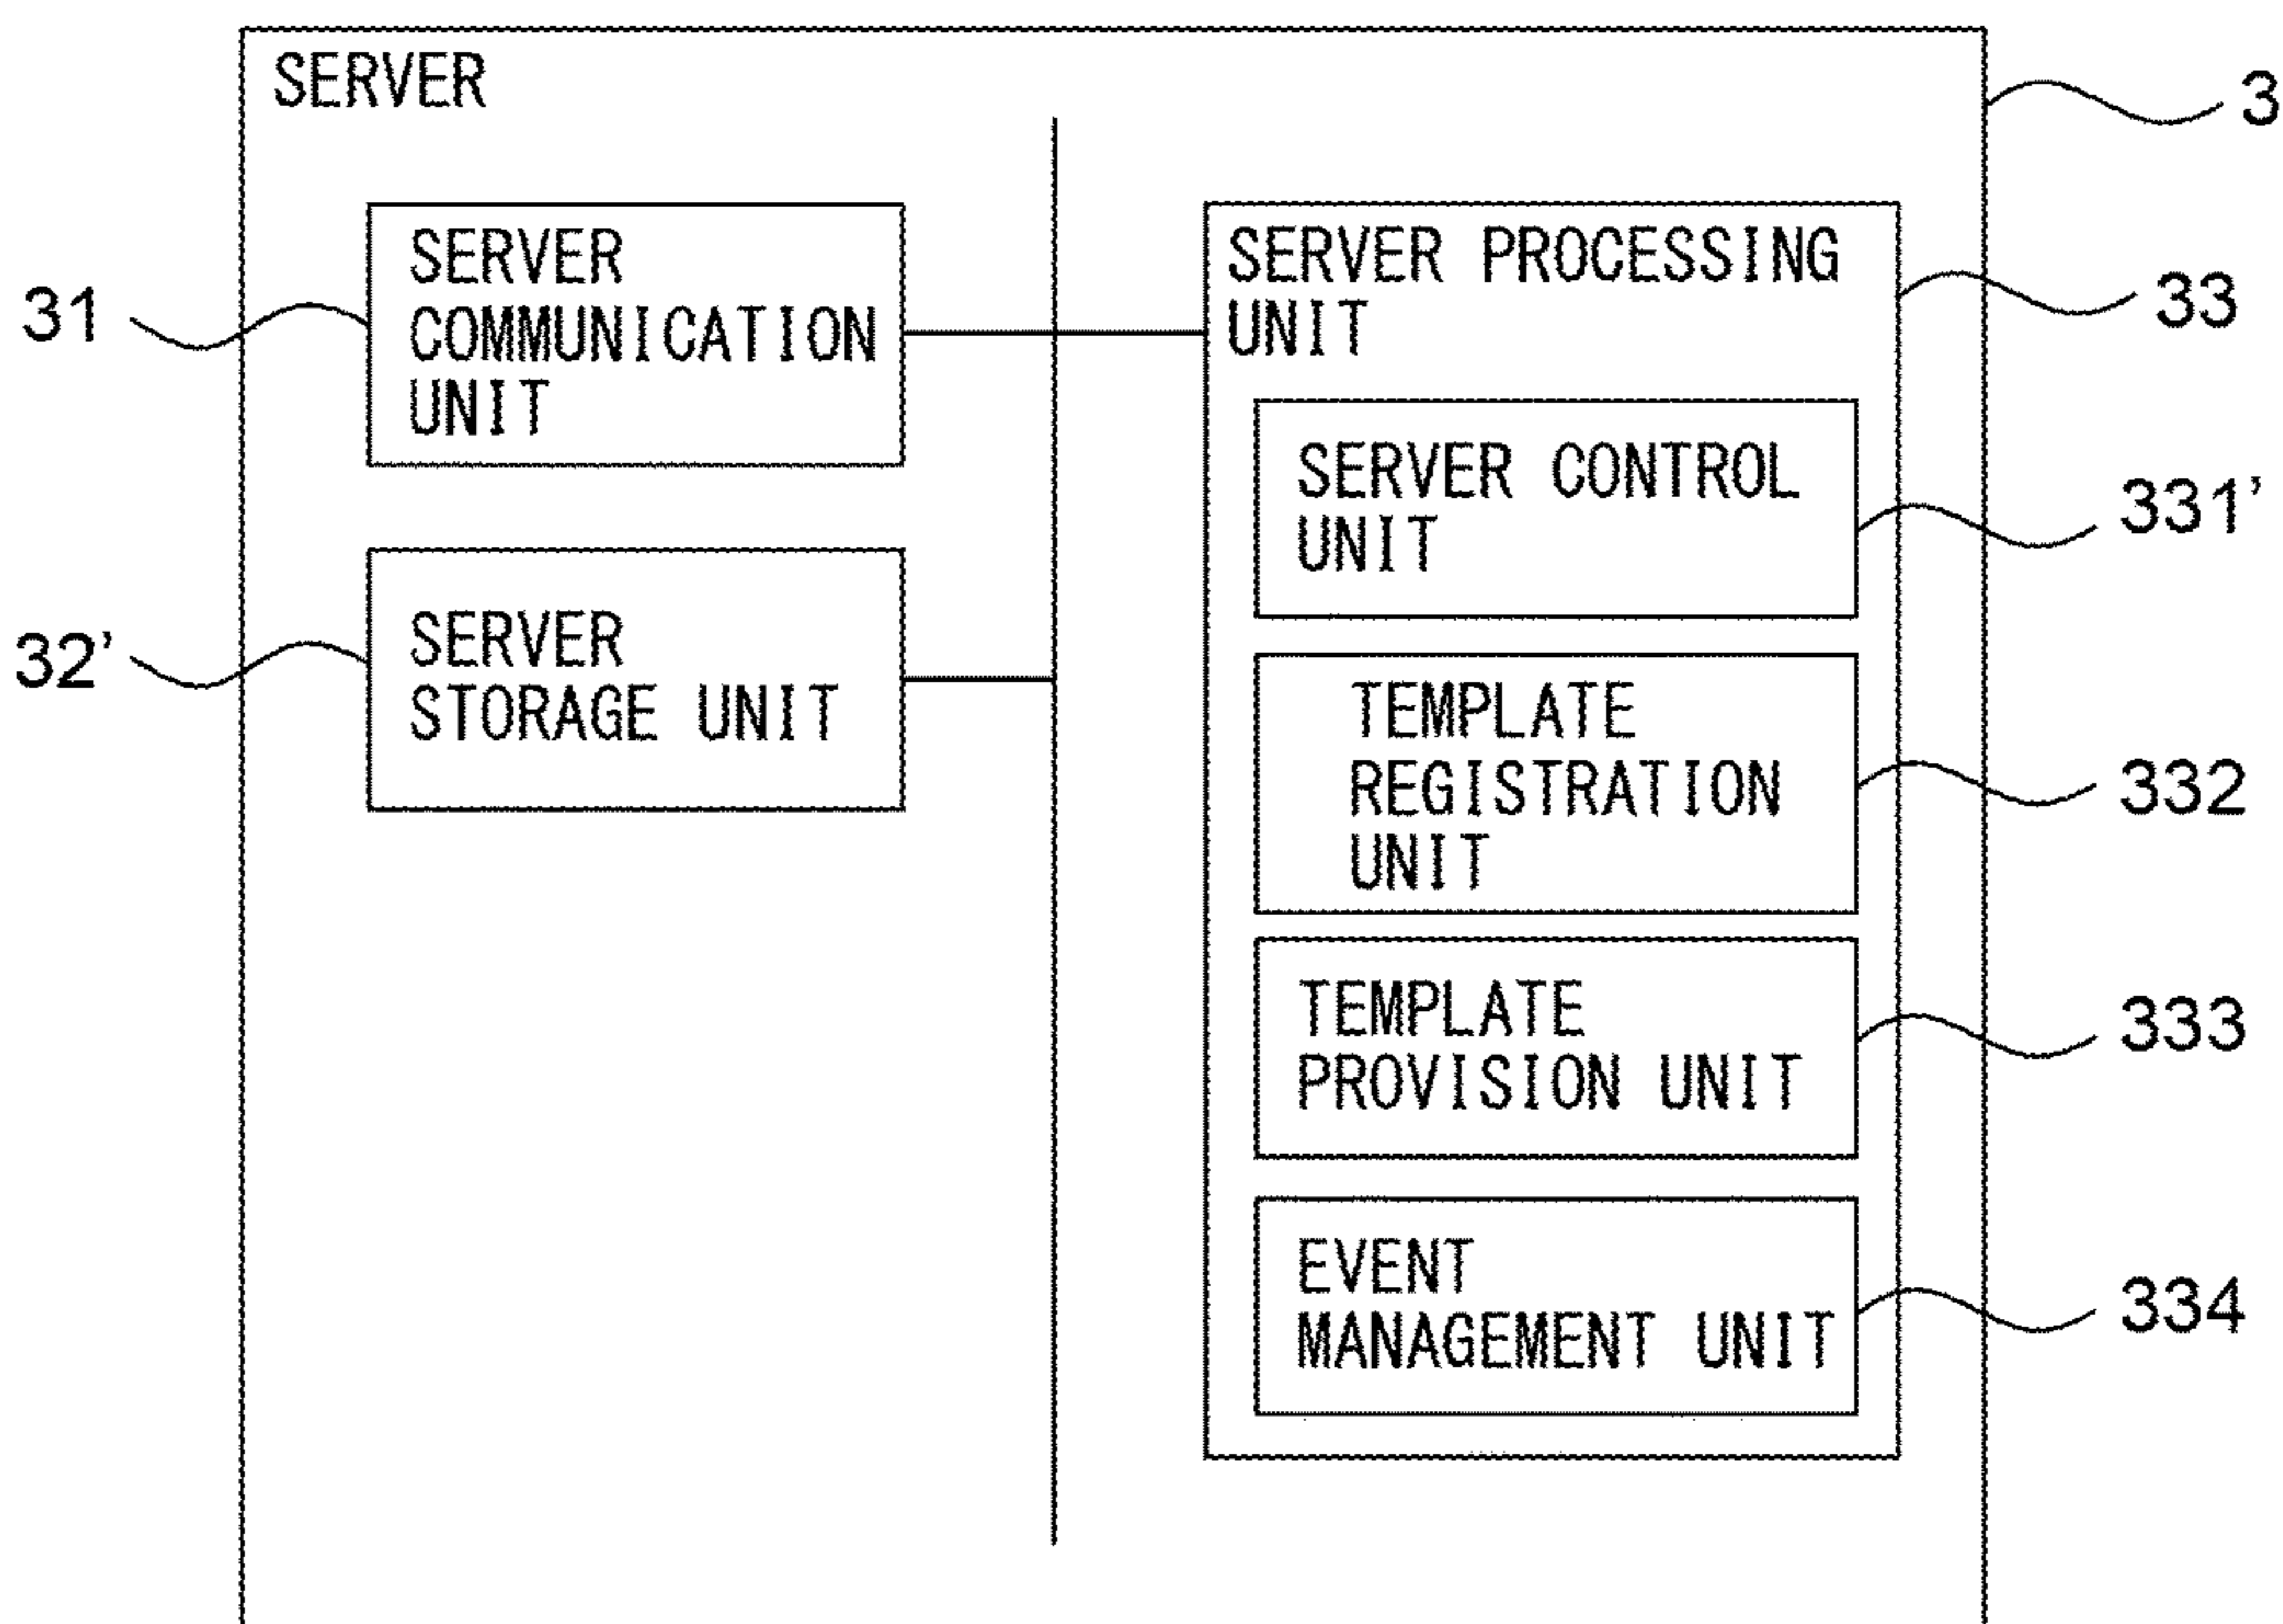 SERVER
3
SERVER
COMMUNICATION
UNIT
31
SERVER
STORAGE UNIT
32'
SERVER PROCESSING
UNIT
33
SERVER CONTROL
UNIT
331'
TEMPLATE
REGISTRATION
UNIT
332
TEMPLATE
PROVISION UNIT
333
EVENT
MANAGEMENT UNIT
334